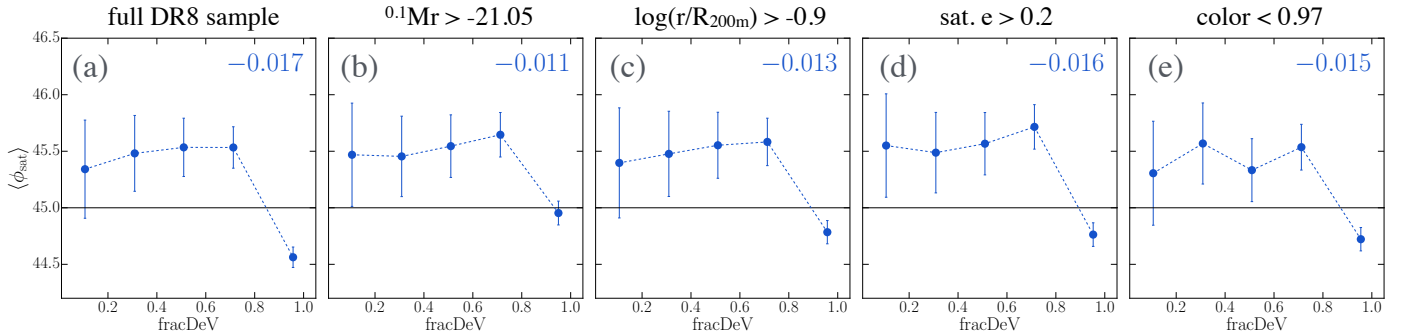 full DR8 sample
⁰·¹Mr > -21.05
log(r/R₂₀₀ₘ) > -0.9
sat. e > 0.2
color < 0.97
(a) −0.017
(b) −0.011
(c) −0.013
(d) −0.016
(e) −0.015
46.5
46.0
45.5
45.0
44.5
⟨ϕsat⟩
0.2 0.4 0.6 0.8 1.0
0.2 0.4 0.6 0.8 1.0
0.2 0.4 0.6 0.8 1.0
0.2 0.4 0.6 0.8 1.0
0.2 0.4 0.6 0.8 1.0
fracDeV
fracDeV
fracDeV
fracDeV
fracDeV